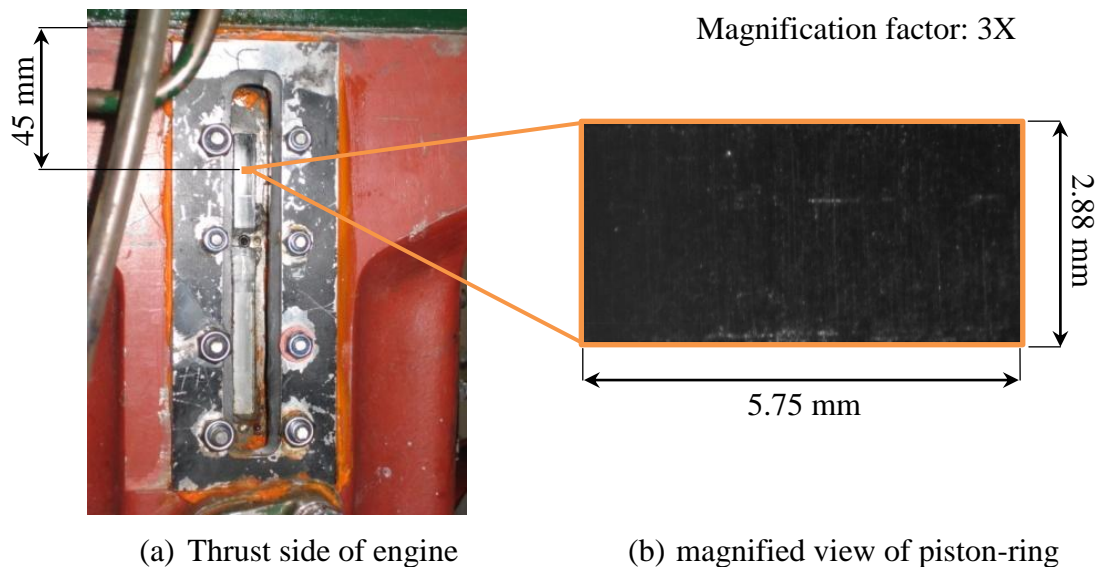 Magnification factor: 3X
45 mm
2.88 mm
5.75 mm
(a) Thrust side of engine
(b) magnified view of piston-ring